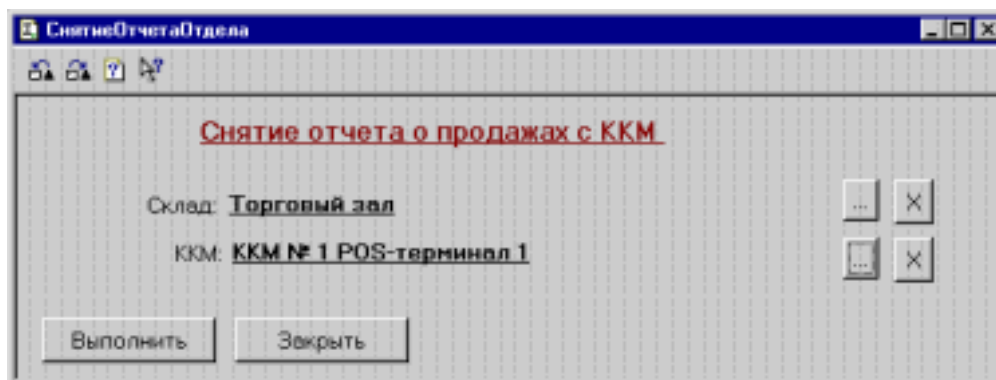 СнятиеОтчетаОтдела
Снятие отчета о продажах с ККМ
Склад: Торговый зал ... X
ККМ: ККМ № 1 POS-терминал 1 ... X
Выполнить Закрыть